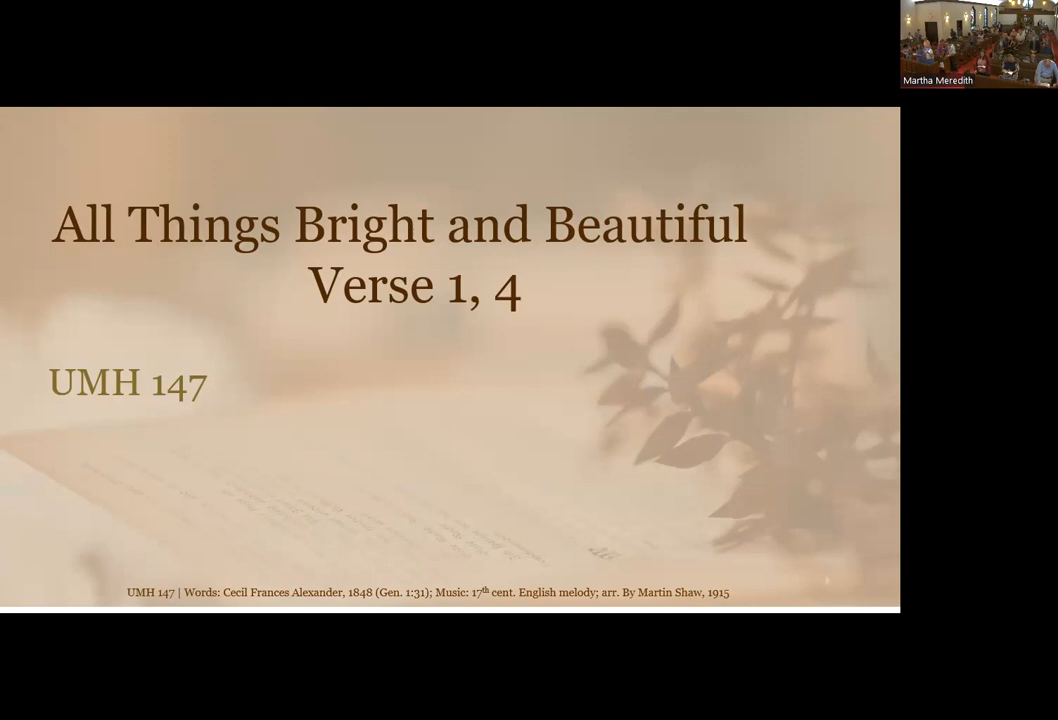 Martha Meredith
All Things Bright and Beautiful
Verse 1, 4
UMH 147
UMH 147 | Words: Cecil Frances Alexander, 1848 (Gen. 1:31); Music: 17th cent. English melody; arr. By Martin Shaw, 1915